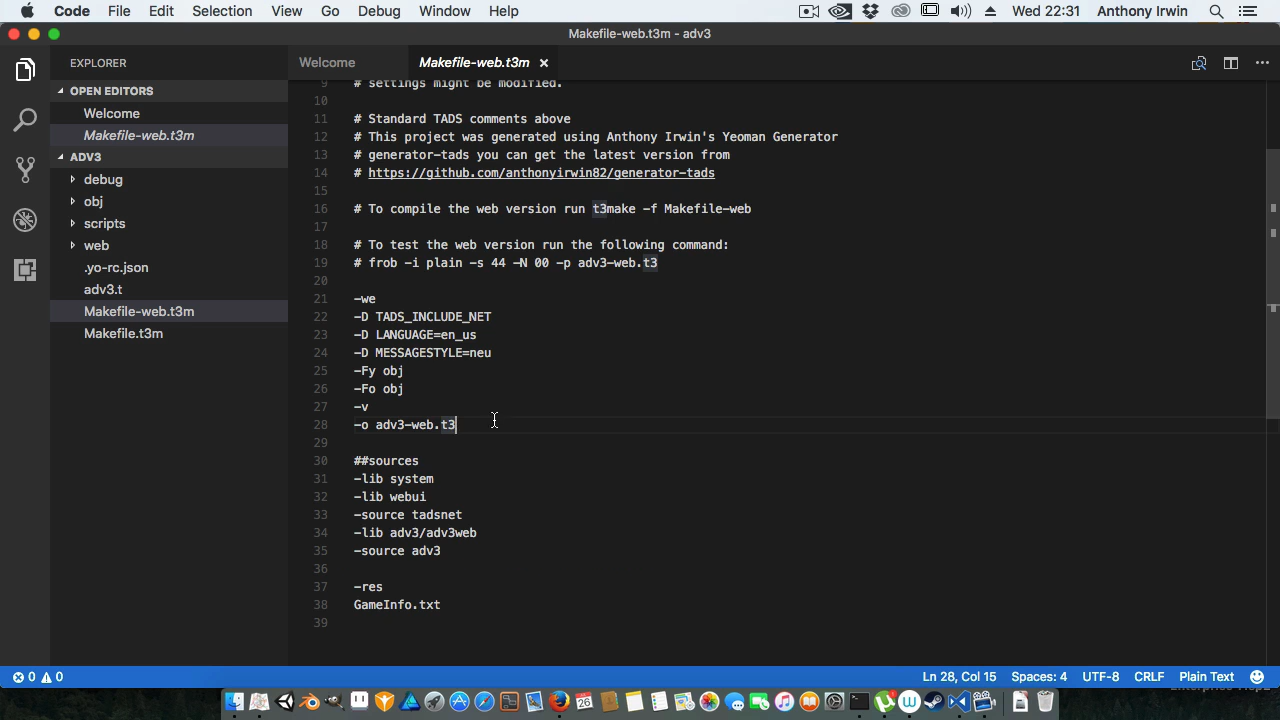 Code File Edit Selection View Go Debug Window Help Wed 22:31 Anthony Irwin
Makefile-web.t3m - adv3
EXPLORER
OPEN EDITORS
Welcome
Makefile-web.t3m
ADV3
debug
obj
scripts
web
.yo-rc.json
adv3.t
Makefile-web.t3m
Makefile.t3m
Welcome Makefile-web.t3m
9 # settings might be modified.
10
11 # Standard TADS comments above
12 # This project was generated using Anthony Irwin's Yeoman Generator
13 # generator-tads you can get the latest version from
14 # https://github.com/anthonyirwin82/generator-tads
15
16 # To compile the web version run t3make -f Makefile-web
17
18 # To test the web version run the following command:
19 # frob -i plain -s 44 -N 00 -p adv3-web.t3
20
21 -we
22 -D TADS_INCLUDE_NET
23 -D LANGUAGE=en_us
24 -D MESSAGESTYLE=neu
25 -Fy obj
26 -Fo obj
27 -v
28 -o adv3-web.t3
29
30 ##sources
31 -lib system
32 -lib webui
33 -source tadsnet
34 -lib adv3/adv3web
35 -source adv3
36
37 -res
38 GameInfo.txt
39
0 0 Ln 28, Col 15 Spaces: 4 UTF-8 CRLF Plain Text
26